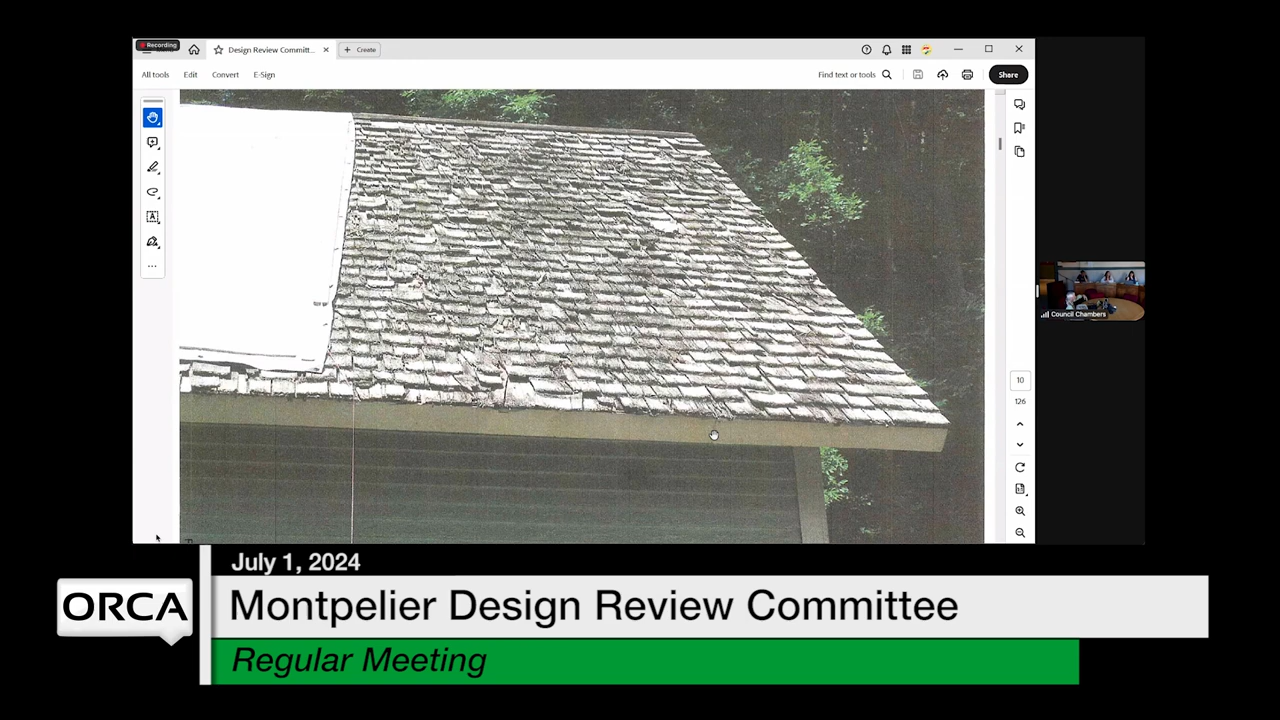 Recording
Design Review Committ...
Create
All tools
Edit
Convert
E-Sign
Find text or tools
Share
10
126
Council Chambers
July 1, 2024
ORCA
Montpelier Design Review Committee
Regular Meeting